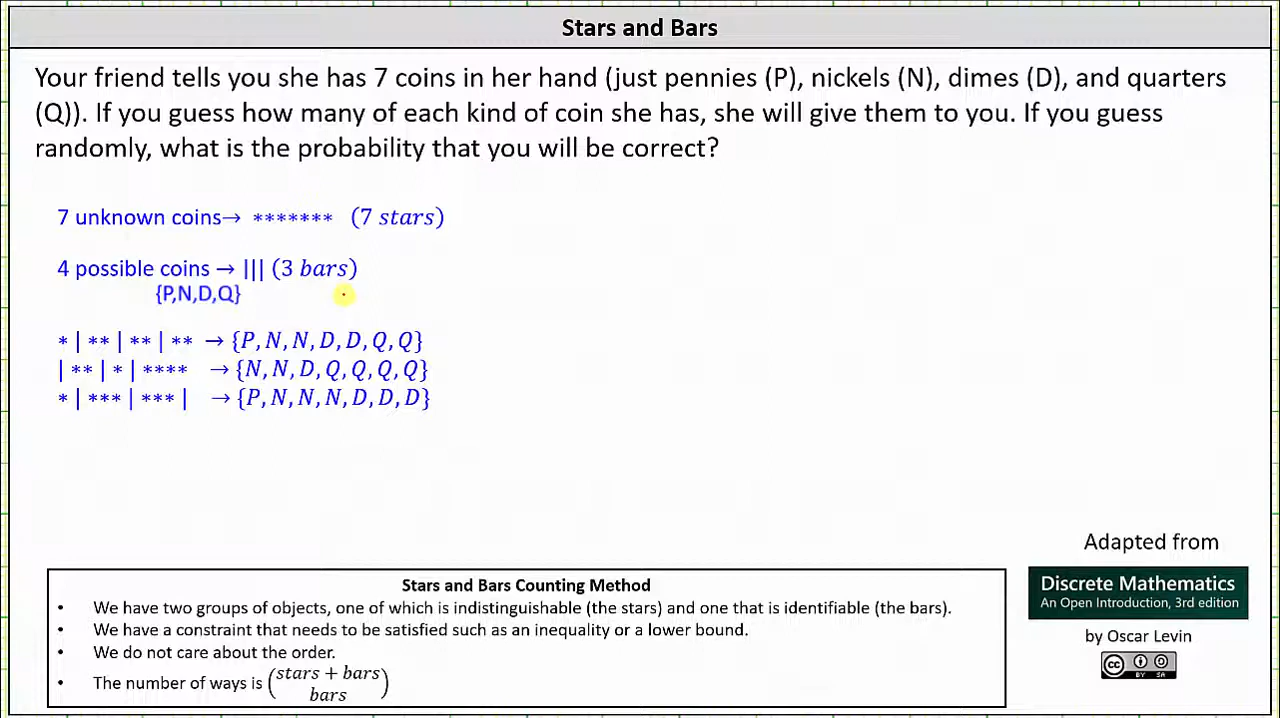 Stars and Bars
Your friend tells you she has 7 coins in her hand (just pennies (P), nickels (N), dimes (D), and quarters
(Q)). If you guess how many of each kind of coin she has, she will give them to you. If you guess
randomly, what is the probability that you will be correct?
7 unknown coins→ ******* (7 stars)
4 possible coins → ||| (3 bars)
{P,N,D,Q}
* | ** | ** | ** → {P, N, N, D, D, Q, Q}
| ** | * | **** → {N, N, D, Q, Q, Q, Q}
* | *** | *** | → {P, N, N, N, D, D, D}
Stars and Bars Counting Method
• We have two groups of objects, one of which is indistinguishable (the stars) and one that is identifiable (the bars).
• We have a constraint that needs to be satisfied such as an inequality or a lower bound.
• We do not care about the order.
• The number of ways is (stars + bars
bars)
Adapted from
Discrete Mathematics
An Open Introduction, 3rd edition
by Oscar Levin
cc
BY SA